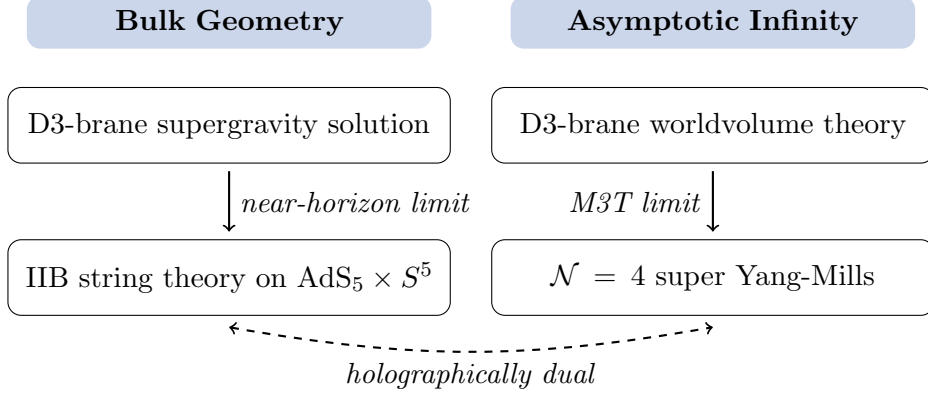 Bulk Geometry
Asymptotic Infinity
D3-brane supergravity solution
D3-brane worldvolume theory
near-horizon limit
M3T limit
IIB string theory on AdS₅ × S⁵
𝒩 = 4 super Yang-Mills
holographically dual